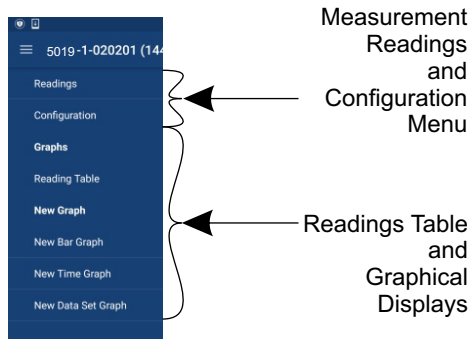 5019-1-020201 (144
Readings
Configuration
Graphs
Reading Table
New Graph
New Bar Graph
New Time Graph
New Data Set Graph
Measurement
Readings
and
Configuration
Menu
Readings Table
and
Graphical
Displays